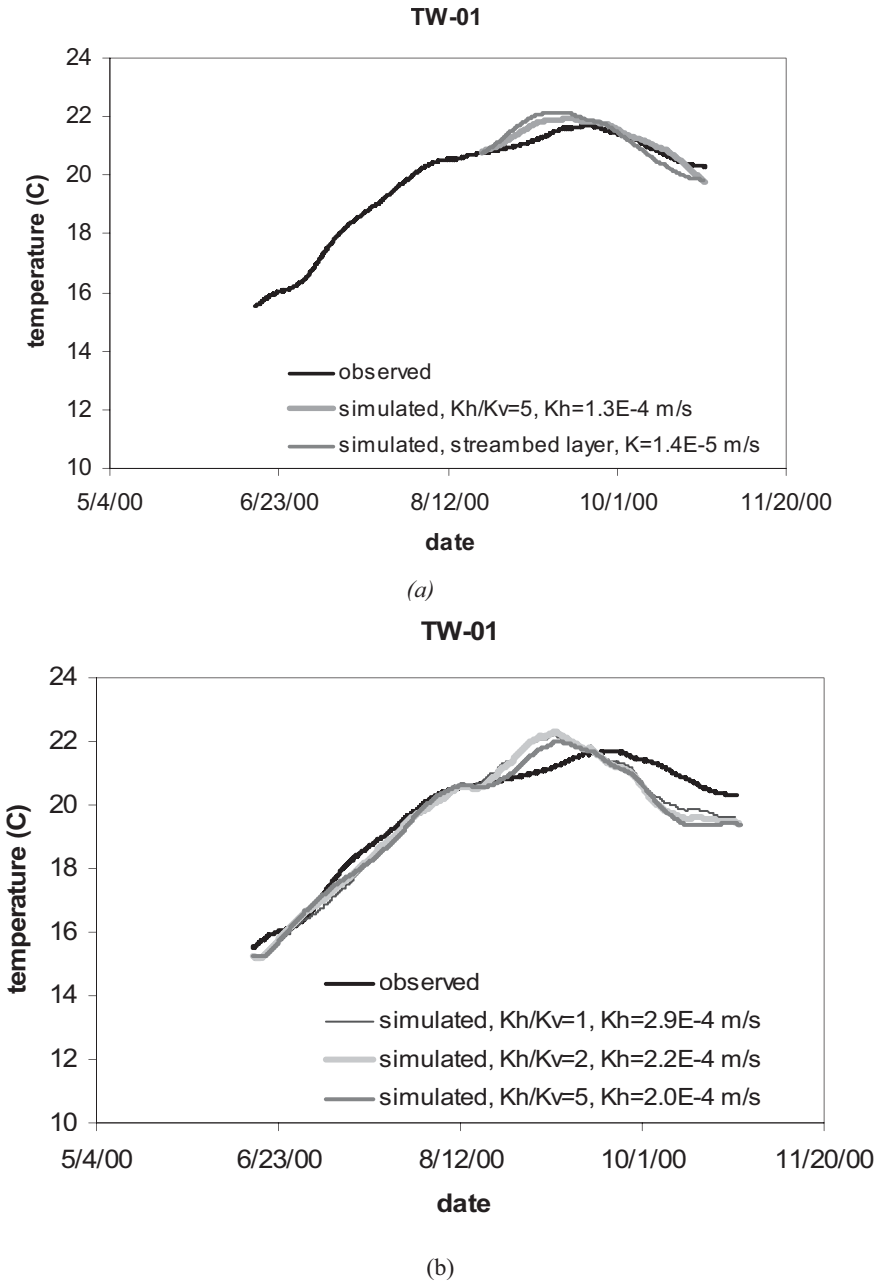 TW-01
24
22
20
18
16
14
12
10
temperature (C)
observed
simulated, Kh/Kv=5, Kh=1.3E-4 m/s
simulated, streambed layer, K=1.4E-5 m/s
5/4/00 6/23/00 8/12/00 10/1/00 11/20/00
date
(a)
TW-01
24
22
20
18
16
14
12
10
temperature (C)
observed
simulated, Kh/Kv=1, Kh=2.9E-4 m/s
simulated, Kh/Kv=2, Kh=2.2E-4 m/s
simulated, Kh/Kv=5, Kh=2.0E-4 m/s
5/4/00 6/23/00 8/12/00 10/1/00 11/20/00
date
(b)